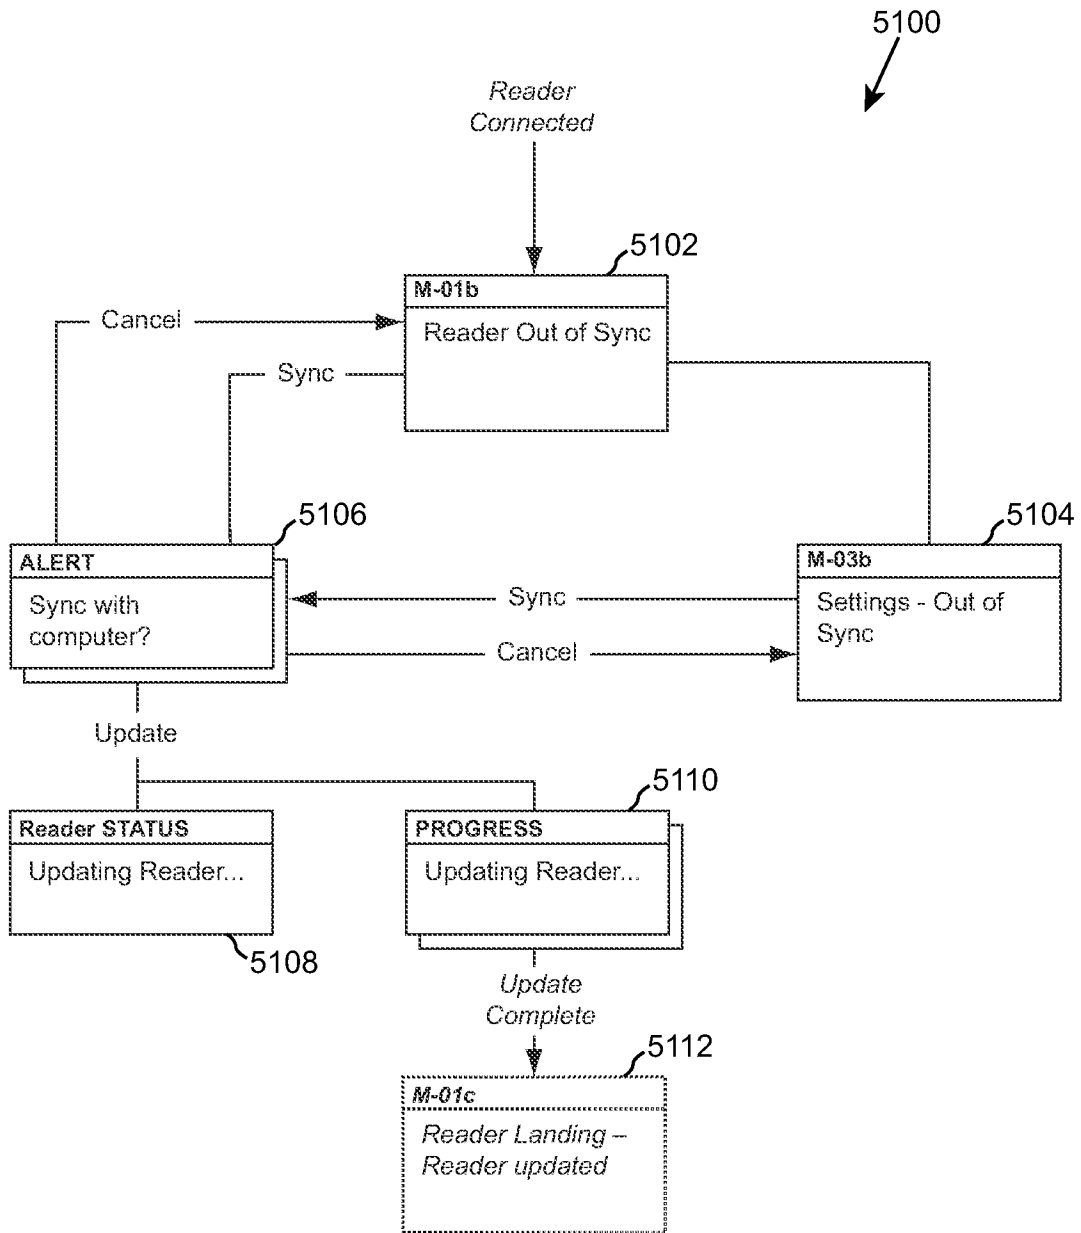 5100
Reader
Connected
5102
M-01b
Reader Out of Sync
Cancel
Sync
5106
ALERT
Sync with
computer?
5104
M-03b
Settings - Out of
Sync
Sync
Cancel
Update
5110
Reader STATUS
Updating Reader...
PROGRESS
Updating Reader...
5108
Update
Complete
5112
M-01c
Reader Landing –
Reader updated